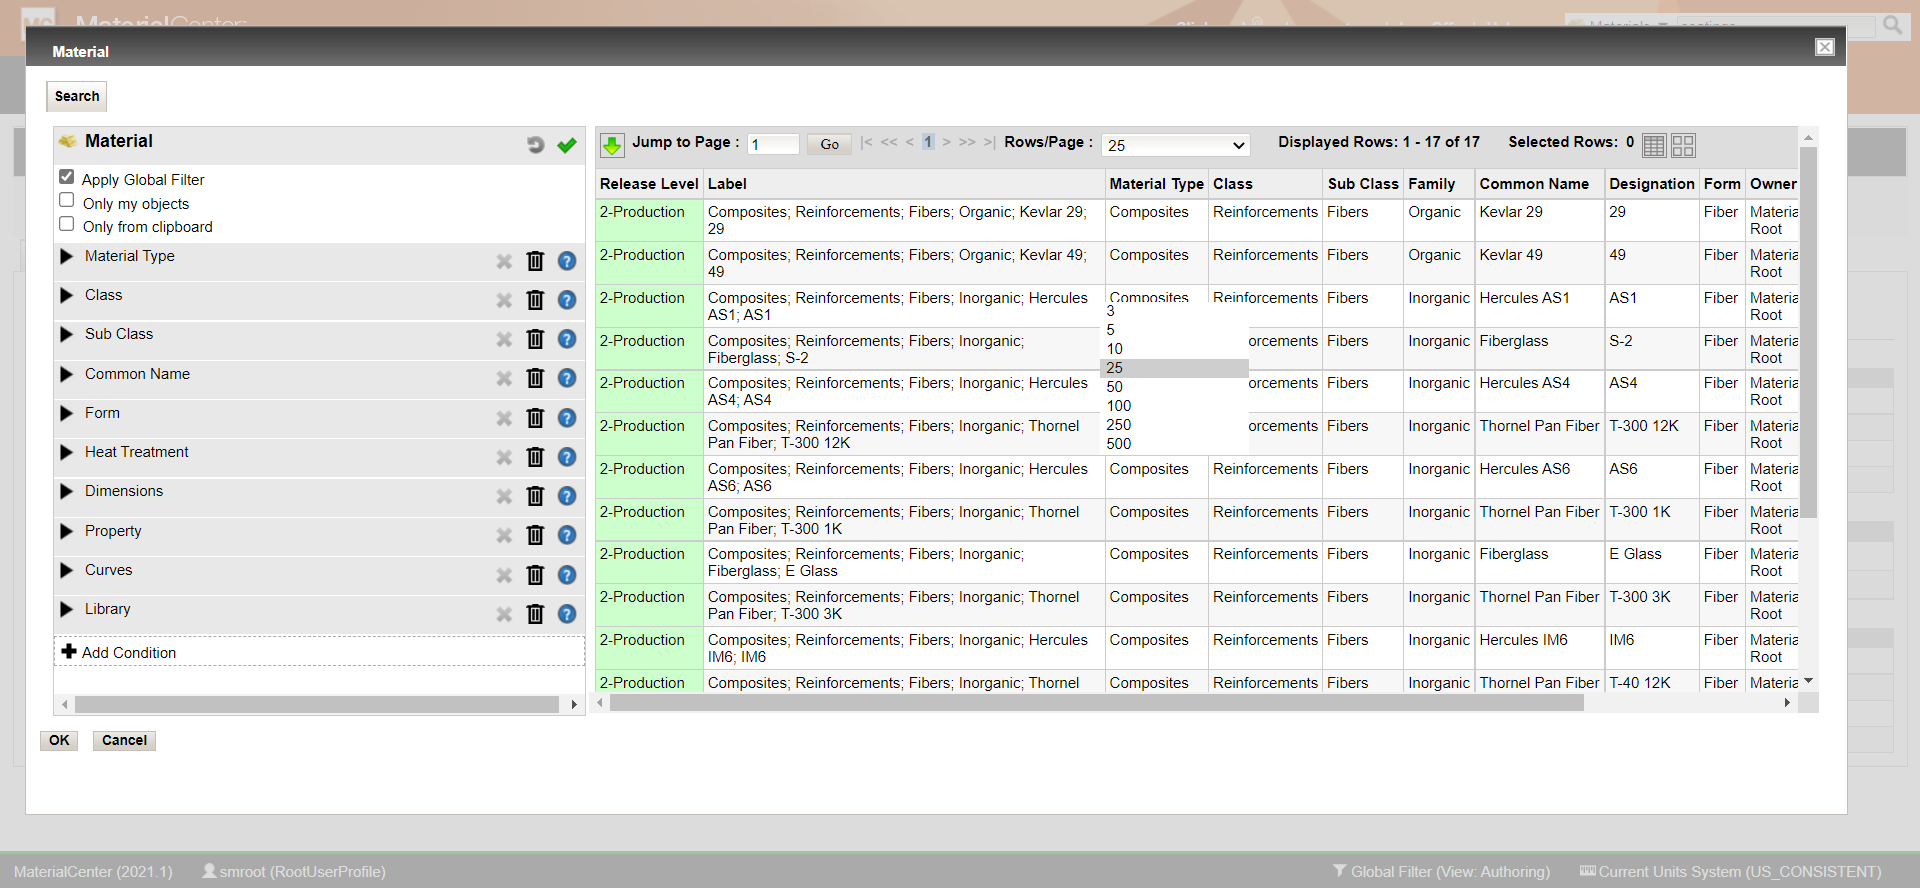 MaterialCenter
Material
Search
Material
Apply Global Filter
Only my objects
Only from clipboard
Material Type
Class
Sub Class
Common Name
Form
Heat Treatment
Dimensions
Property
Curves
Library
Add Condition
OK Cancel
Jump to Page : 1 Go |< << < 1 > >> >| Rows/Page : 25 Displayed Rows: 1 - 17 of 17 Selected Rows: 0
Release Level Label Material Type Class Sub Class Family Common Name Designation Form Owner
2-Production Composites; Reinforcements; Fibers; Organic; Kevlar 29; Composites Reinforcements Fibers Organic Kevlar 29 29 Fiber Materia
29 Root
2-Production Composites; Reinforcements; Fibers; Organic; Kevlar 49; Composites Reinforcements Fibers Organic Kevlar 49 49 Fiber Materia
49 Root
2-Production Composites; Reinforcements; Fibers; Inorganic; Hercules Composites Reinforcements Fibers Inorganic Hercules AS1 AS1 Fiber Materia
AS1; AS1 Root
2-Production Composites; Reinforcements; Fibers; Inorganic; orcements Fibers Inorganic Fiberglass S-2 Fiber Materia
Fiberglass; S-2 Root
2-Production Composites; Reinforcements; Fibers; Inorganic; Hercules orcements Fibers Inorganic Hercules AS4 AS4 Fiber Materia
AS4; AS4 Root
2-Production Composites; Reinforcements; Fibers; Inorganic; Thornel orcements Fibers Inorganic Thornel Pan Fiber T-300 12K Fiber Materia
Pan Fiber; T-300 12K Root
2-Production Composites; Reinforcements; Fibers; Inorganic; Hercules Composites Reinforcements Fibers Inorganic Hercules AS6 AS6 Fiber Materia
AS6; AS6 Root
2-Production Composites; Reinforcements; Fibers; Inorganic; Thornel Composites Reinforcements Fibers Inorganic Thornel Pan Fiber T-300 1K Fiber Materia
Pan Fiber; T-300 1K Root
2-Production Composites; Reinforcements; Fibers; Inorganic; Composites Reinforcements Fibers Inorganic Fiberglass E Glass Fiber Materia
Fiberglass; E Glass Root
2-Production Composites; Reinforcements; Fibers; Inorganic; Thornel Composites Reinforcements Fibers Inorganic Thornel Pan Fiber T-300 3K Fiber Materia
Pan Fiber; T-300 3K Root
2-Production Composites; Reinforcements; Fibers; Inorganic; Hercules Composites Reinforcements Fibers Inorganic Hercules IM6 IM6 Fiber Materia
IM6; IM6 Root
2-Production Composites; Reinforcements; Fibers; Inorganic; Thornel Composites Reinforcements Fibers Inorganic Thornel Pan Fiber T-40 12K Fiber Materia
3
5
10
25
50
100
250
500
MaterialCenter (2021.1) smroot (RootUserProfile) Global Filter (View: Authoring) Current Units System (US_CONSISTENT)